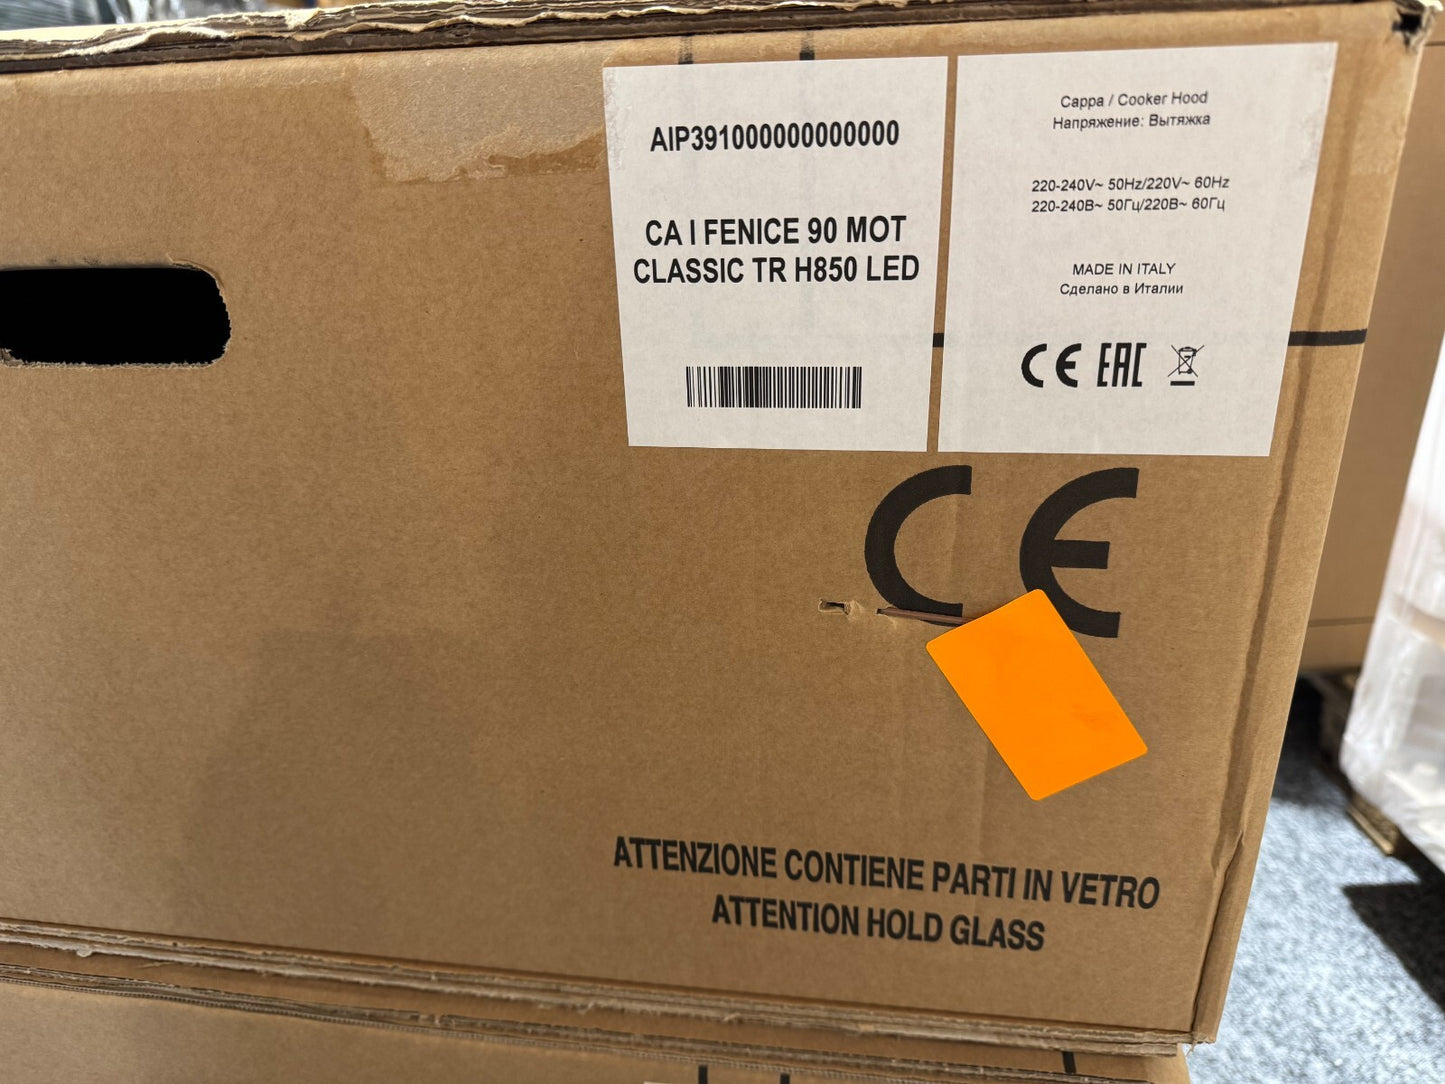 AIP391000000000000
CA I FENICE 90 MOT
CLASSIC TR H850 LED
Cappa / Cooker Hood
Напряжение: Вытяжка
220-240V~ 50Hz/220V~ 60Hz
220-240В~ 50Гц/220В~ 60Гц
MADE IN ITALY
Сделано в Италии
CE EAC
CE
ATTENZIONE CONTIENE PARTI IN VETRO
ATTENTION HOLD GLASS